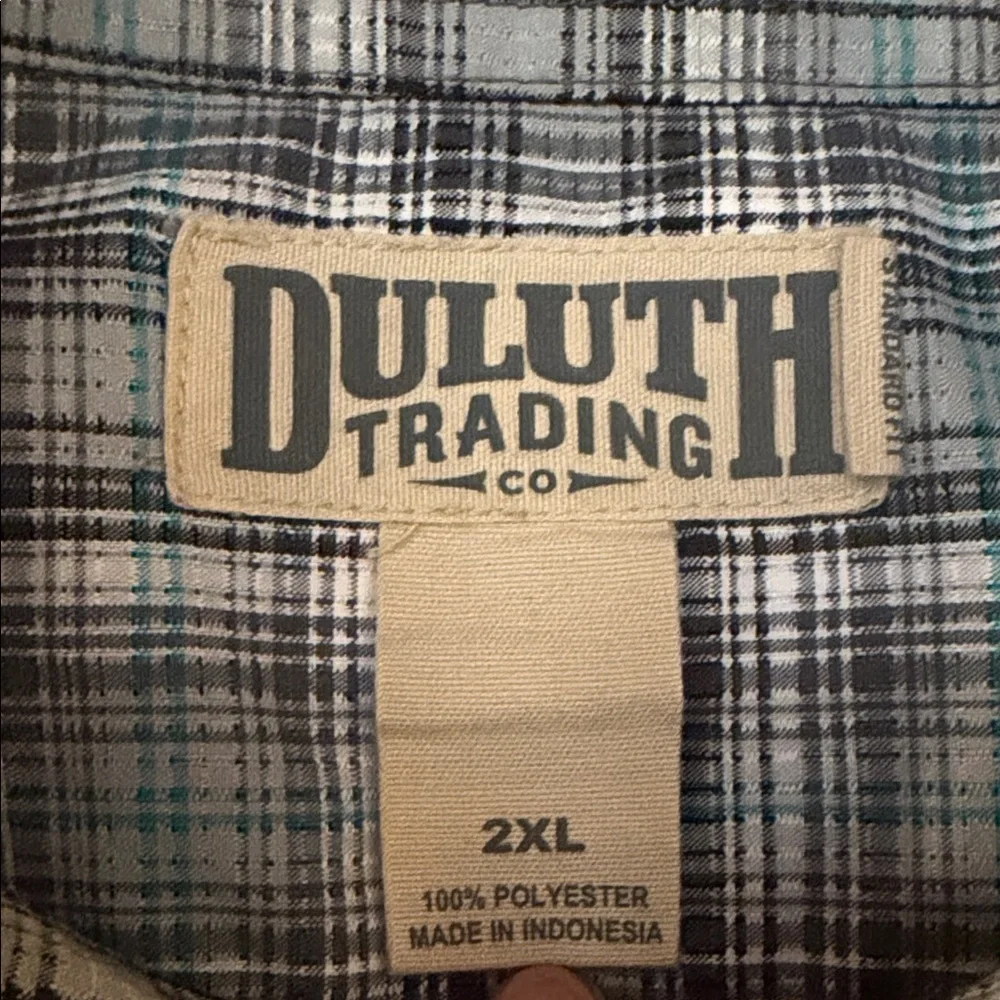 DULUTH
TRADING
CO
STANDARD FIT
2XL
100% POLYESTER
MADE IN INDONESIA